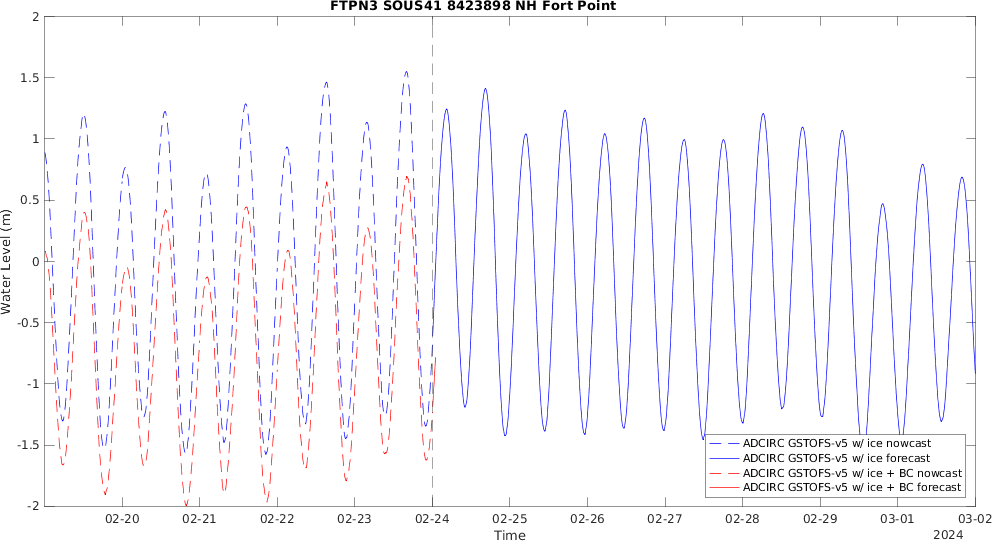 FTPN3 SOUS41 8423898 NH Fort Point
2
1.5
1
0.5
0
-0.5
-1
-1.5
-2
Water Level (m)
02-20 02-21 02-22 02-23 02-24 02-25 02-26 02-27 02-28 02-29 03-01 03-02
Time
2024
ADCIRC GSTOFS-v5 w/ ice nowcast
ADCIRC GSTOFS-v5 w/ ice forecast
ADCIRC GSTOFS-v5 w/ ice + BC nowcast
ADCIRC GSTOFS-v5 w/ ice + BC forecast